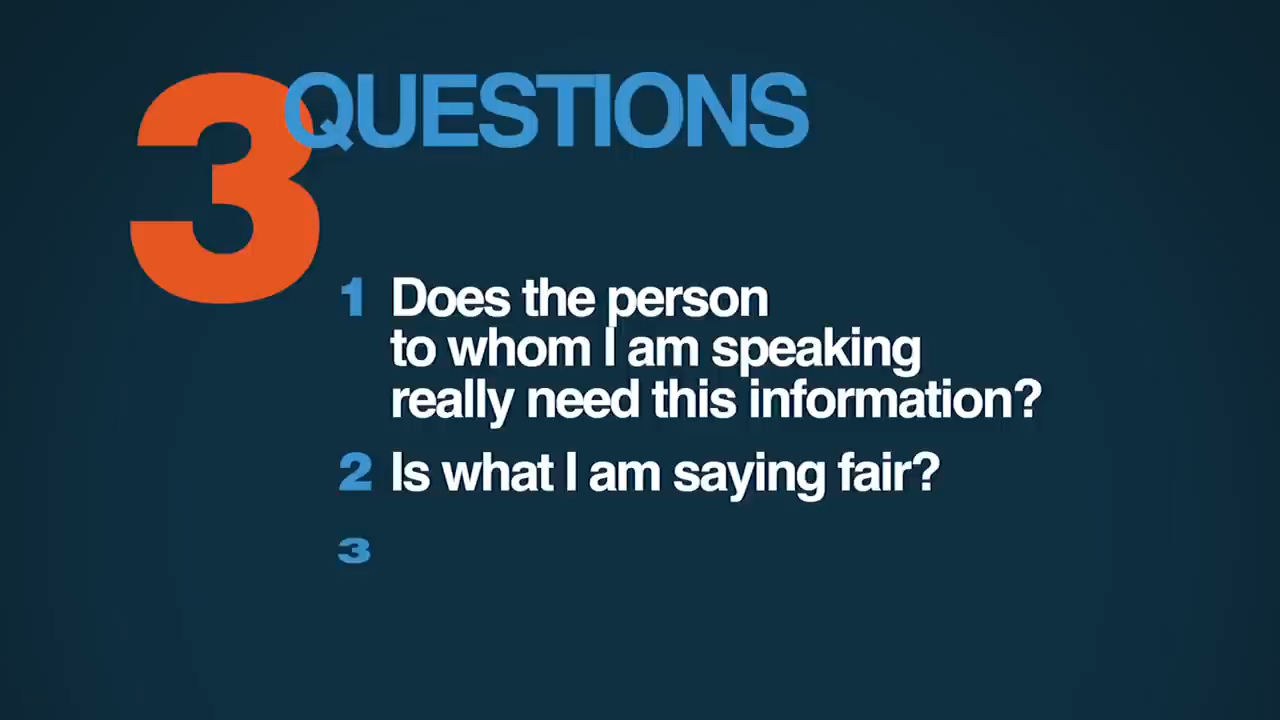 3 QUESTIONS
1 Does the person
to whom I am speaking
really need this information?
2 Is what I am saying fair?
3